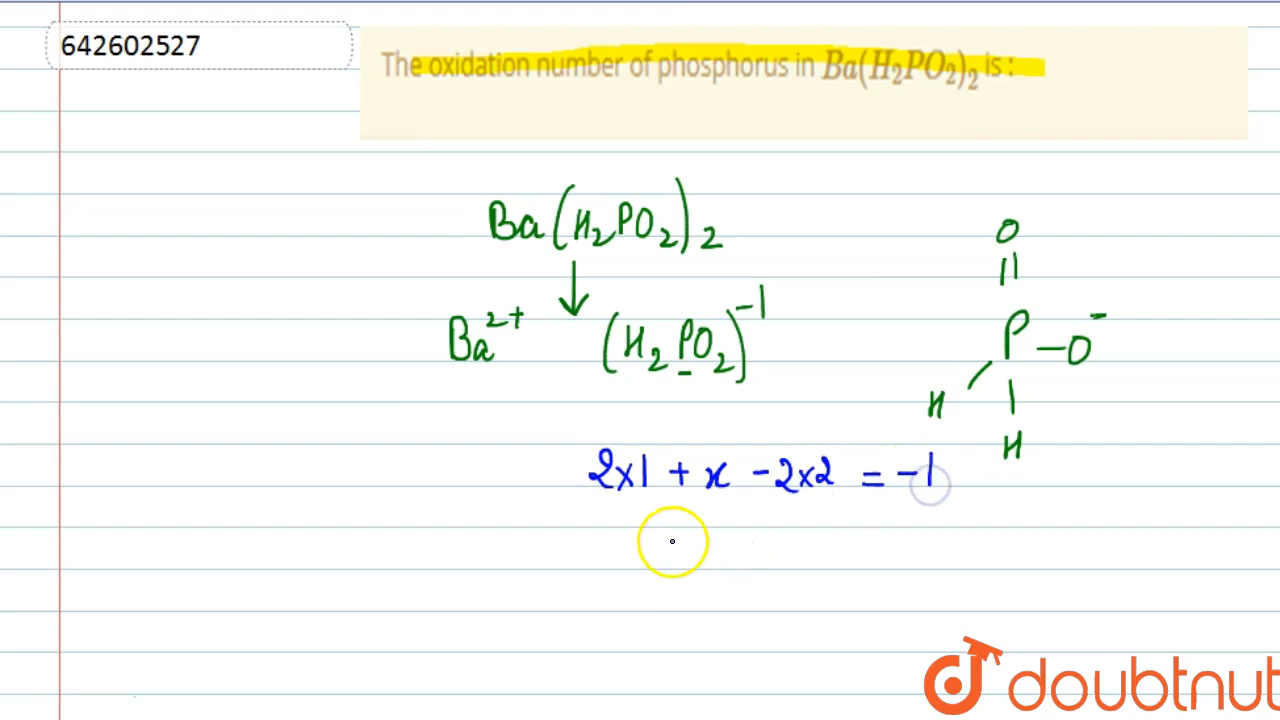 642602527
The oxidation number of phosphorus in Ba(H₂PO₂)₂ is :
Ba(H₂PO₂)₂
↓
Ba²⁺ (H₂PO₂)⁻¹
O
||
P—O⁻
H
H
2x1 + x - 2x2 = -1
doubtnut